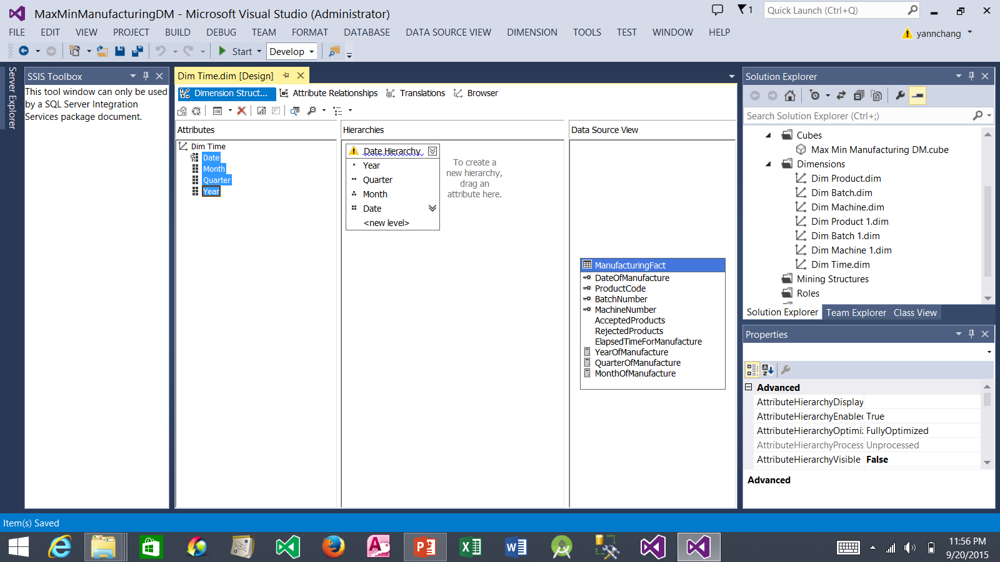 MaxMinManufacturingDM - Microsoft Visual Studio (Administrator)
1
Quick Launch (Ctrl+Q)
FILE EDIT VIEW PROJECT BUILD DEBUG TEAM FORMAT DATABASE DATA SOURCE VIEW DIMENSION TOOLS TEST WINDOW HELP
yannchang
Start
Develop
Server Explorer
SSIS Toolbox
This tool window can only be used
by a SQL Server Integration
Services package document.
Dim Time.dim [Design]
Dimension Struct...
Attribute Relationships
Translations
Browser
Attributes
Dim Time
Date
Month
Quarter
Year
Hierarchies
Date Hierarchy
Year
Quarter
Month
Date
<new level>
To create a
new hierarchy,
drag an
attribute here.
Data Source View
ManufacturingFact
DateOfManufacture
ProductCode
BatchNumber
MachineNumber
AcceptedProducts
RejectedProducts
ElapsedTimeForManufacture
YearOfManufacture
QuarterOfManufacture
MonthOfManufacture
Solution Explorer
Search Solution Explorer (Ctrl+;)
Cubes
Max Min Manufacturing DM.cube
Dimensions
Dim Product.dim
Dim Batch.dim
Dim Machine.dim
Dim Product 1.dim
Dim Batch 1.dim
Dim Machine 1.dim
Dim Time.dim
Mining Structures
Roles
Solution Explorer Team Explorer Class View
Properties
Advanced
AttributeHierarchyDisplay
AttributeHierarchyEnabled True
AttributeHierarchyOptimi: FullyOptimized
AttributeHierarchyProcess Unprocessed
AttributeHierarchyVisible False
Advanced
Item(s) Saved
11:56 PM
9/20/2015